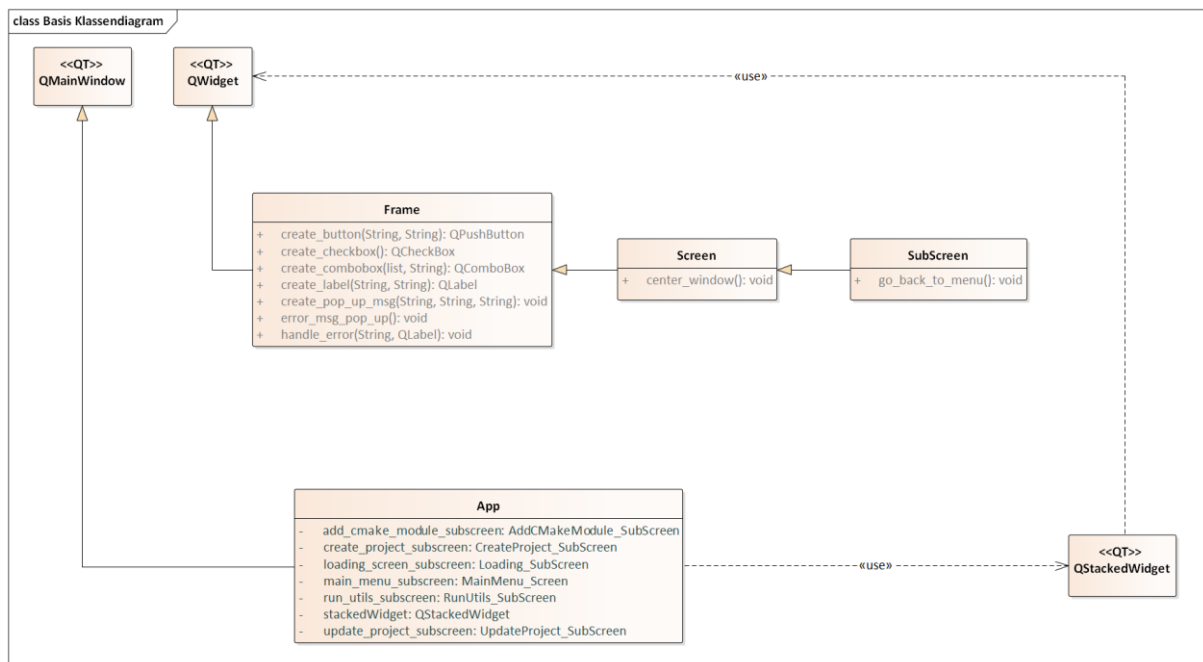 class Basis Klassendiagram
<<QT>>
QMainWindow
<<QT>>
QWidget
«use»
Frame
+ create_button(String, String): QPushButton
+ create_checkbox(): QCheckBox
+ create_combobox(list, String): QComboBox
+ create_label(String, String): QLabel
+ create_pop_up_msg(String, String, String): void
+ error_msg_pop_up(): void
+ handle_error(String, QLabel): void
Screen
+ center_window(): void
SubScreen
+ go_back_to_menu(): void
App
- add_cmake_module_subscreen: AddCMakeModule_SubScreen
- create_project_subscreen: CreateProject_SubScreen
- loading_screen_subscreen: Loading_SubScreen
- main_menu_subscreen: MainMenu_Screen
- run_utils_subscreen: RunUtils_SubScreen
- stackedWidget: QStackedWidget
- update_project_subscreen: UpdateProject_SubScreen
«use»
<<QT>>
QStackedWidget